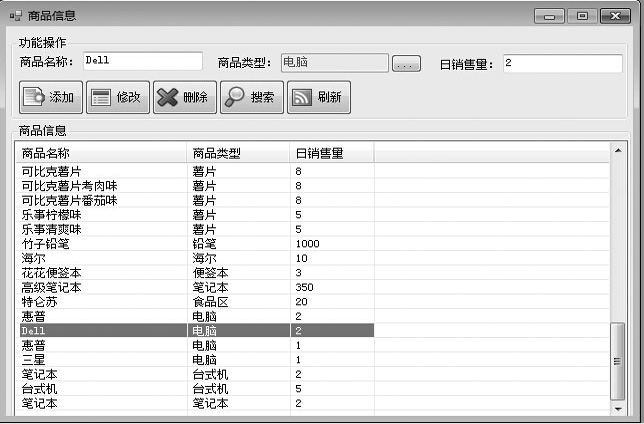 商品信息
功能操作
商品名称： Dell 商品类型： 电脑 ... 日销售量： 2
添加 修改 删除 搜索 刷新
商品信息
商品名称 商品类型 日销售量
可比克薯片 薯片 8
可比克薯片考肉味 薯片 8
可比克薯片番茄味 薯片 8
乐事柠檬味 薯片 5
乐事清爽味 薯片 5
竹子铅笔 铅笔 1000
海尔 海尔 10
花花便签本 便签本 3
高级笔记本 笔记本 350
特仑苏 食品区 20
惠普 电脑 2
Dell 电脑 2
惠普 电脑 1
三星 电脑 1
笔记本 台式机 2
台式机 台式机 5
笔记本 笔记本 2